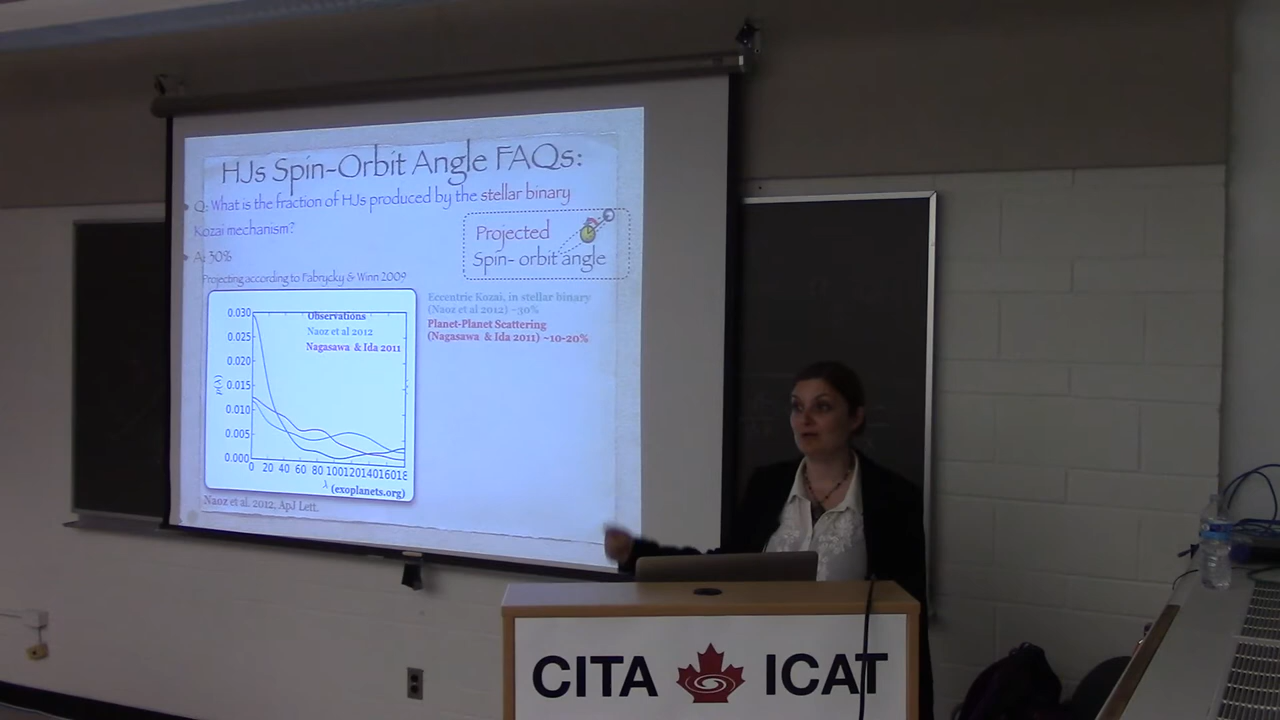 HJs Spin-Orbit Angle FAQs:
Q: What is the fraction of HJs produced by the stellar binary
Kozai mechanism?
A: 30%
Projected
Spin- orbit angle
Projecting according to Fabrycky & Winn 2009
Eccentric Kozai, in stellar binary
(Naoz et al 2012) ~30%
Planet-Planet Scattering
(Nagasawa & Ida 2011) ~10-20%
Observations
Naoz et al 2012
Nagasawa & Ida 2011
0.030
0.025
0.020
0.015
0.010
0.005
0.000
p(λ)
0 20 40 60 80 10012014016018
λ (exoplanets.org)
Naoz et al. 2012, ApJ Lett.
CITA ICAT